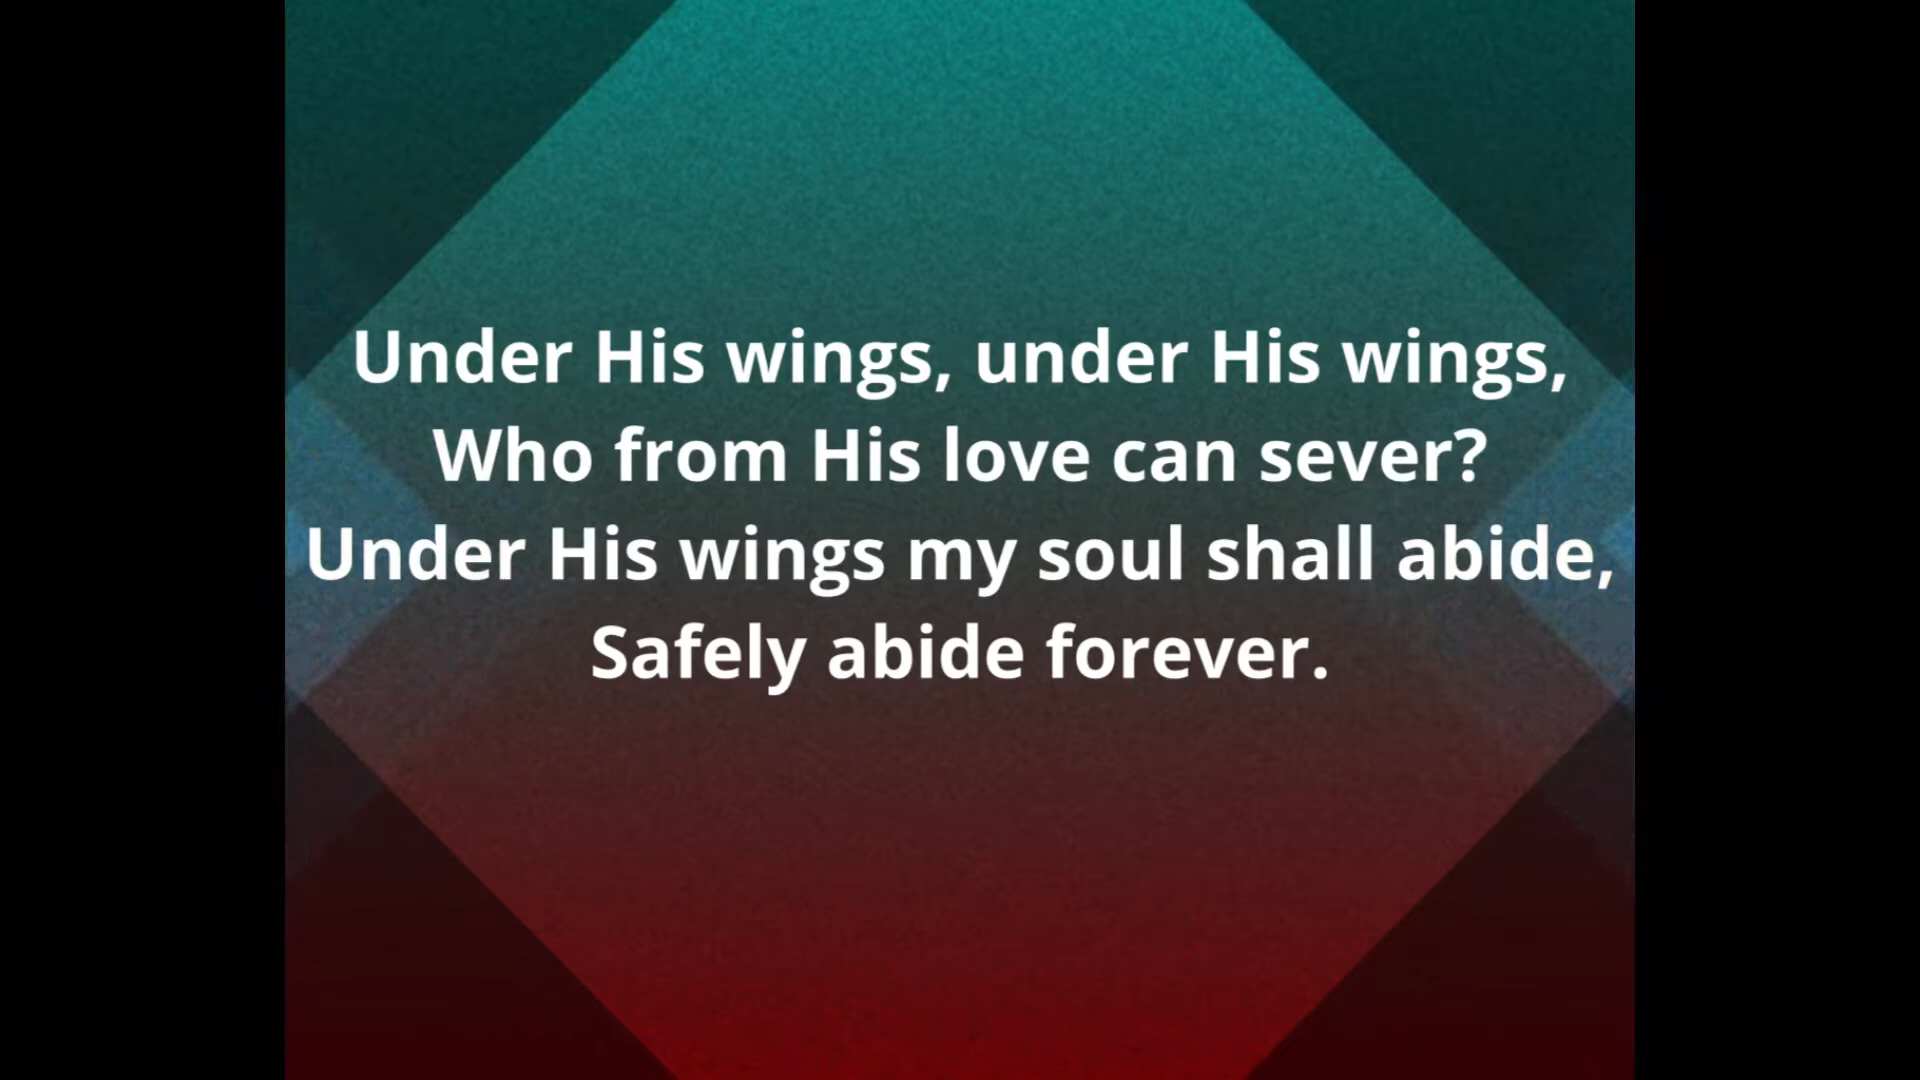 Under His wings, under His wings,
Who from His love can sever?
Under His wings my soul shall abide,
Safely abide forever.